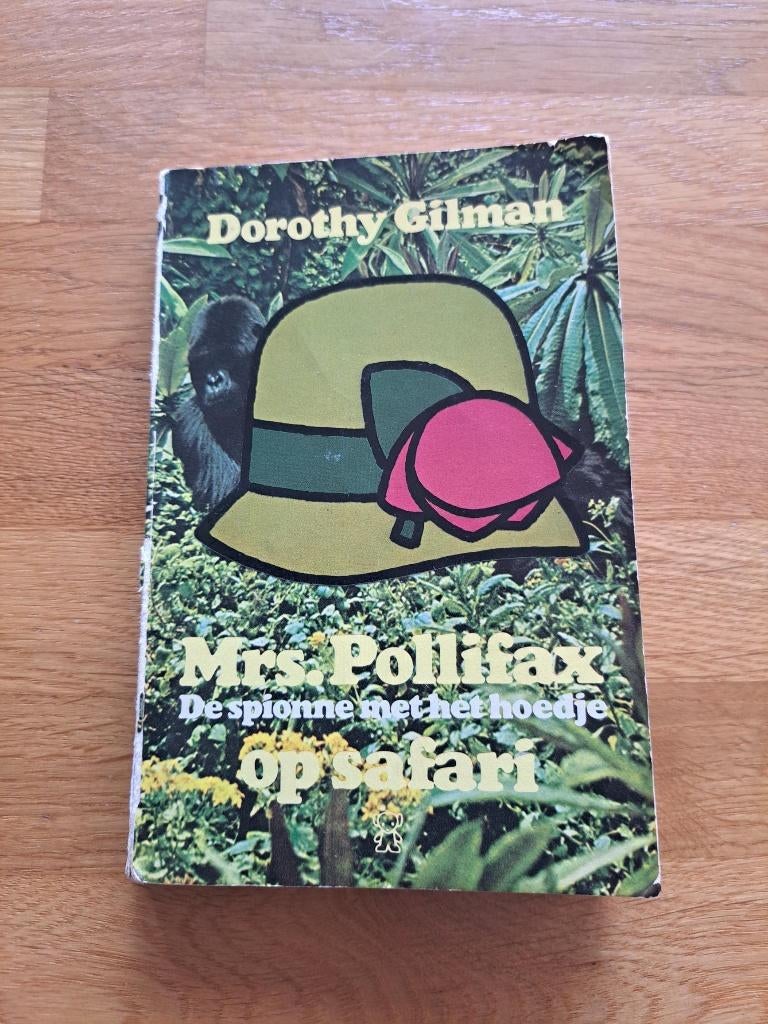 Dorothy Gilman
Mrs. Pollifax
De spionne met het hoedje
op safari